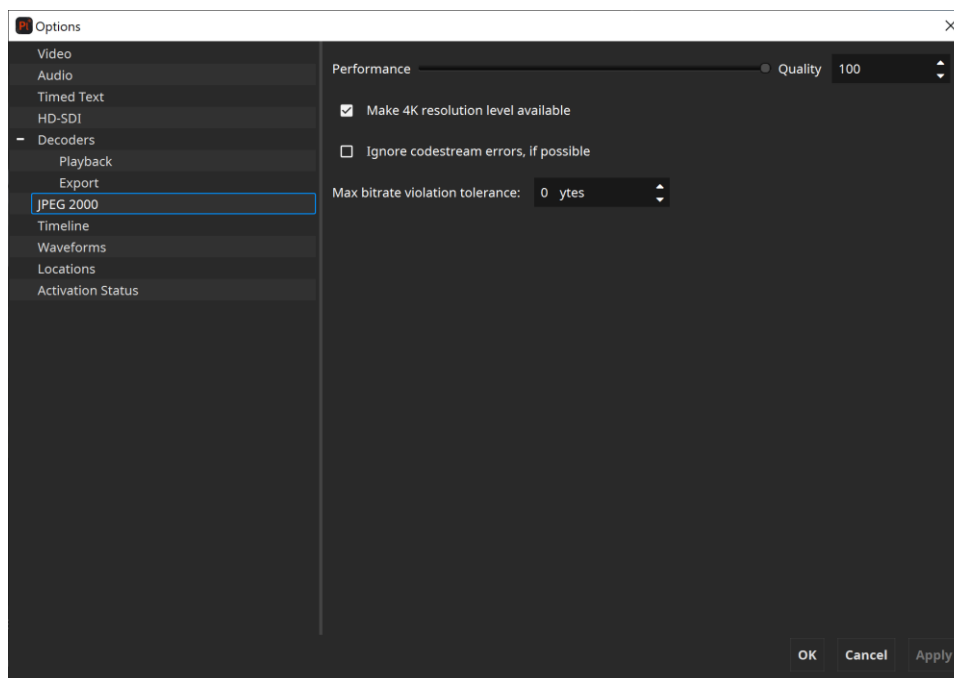 Pi Options
Video
Audio
Timed Text
HD-SDI
Decoders
Playback
Export
JPEG 2000
Timeline
Waveforms
Locations
Activation Status
Performance Quality 100
Make 4K resolution level available
Ignore codestream errors, if possible
Max bitrate violation tolerance: 0 ytes
OK Cancel Apply